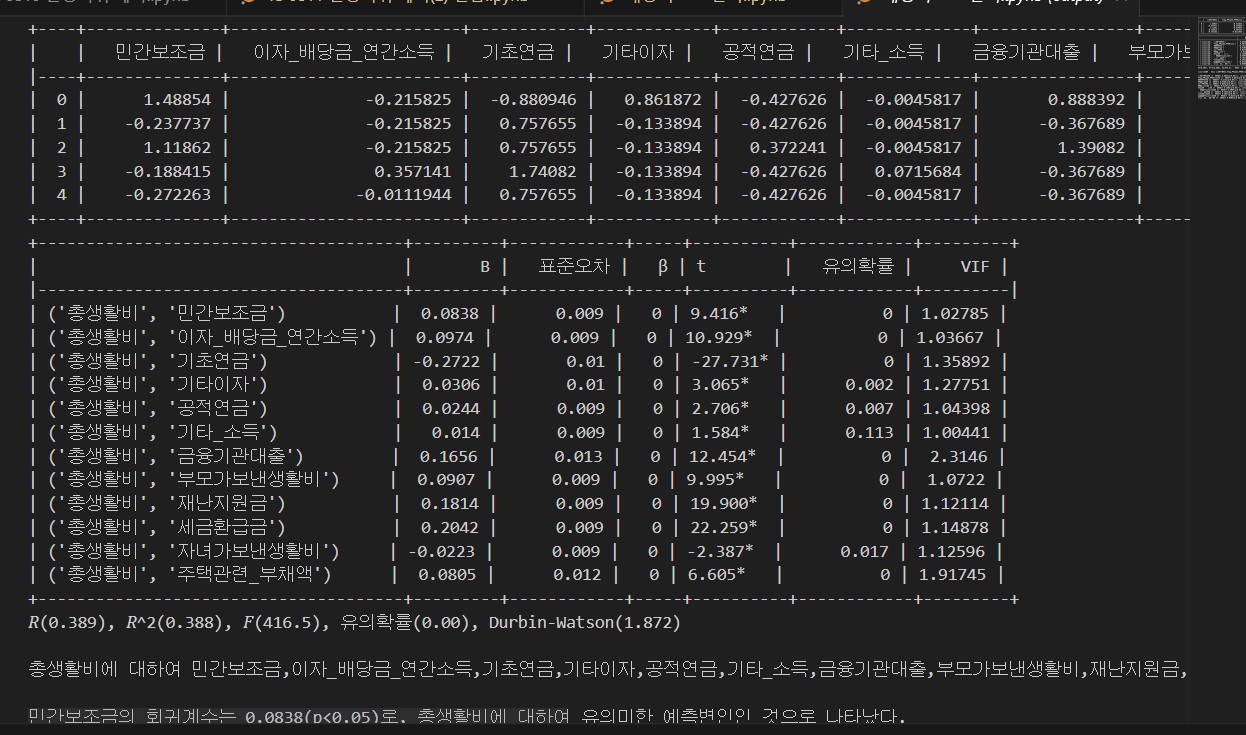 | | 민간보조금 | 이자_배당금_연간소득 | 기초연금 | 기타이자 | 공적연금 | 기타_소득 | 금융기관대출 |
| 0 | 1.48854 | -0.215825 | -0.880946 | 0.861872 | -0.427626 | -0.0045817 | 0.888392 |
| 1 | -0.237737 | -0.215825 | 0.757655 | -0.133894 | -0.427626 | -0.0045817 | -0.367689 |
| 2 | 1.11862 | -0.215825 | 0.757655 | -0.133894 | 0.372241 | -0.0045817 | 1.39082 |
| 3 | -0.188415 | 0.357141 | 1.74082 | -0.133894 | -0.427626 | 0.0715684 | -0.367689 |
| 4 | -0.272263 | -0.0111944 | 0.757655 | -0.133894 | -0.427626 | -0.0045817 | -0.367689 |
| | B | 표준오차 | β | t | 유의확률 | VIF |
| ('총생활비', '민간보조금') | 0.0838 | 0.009 | 0 | 9.416* | 0 | 1.02785 |
| ('총생활비', '이자_배당금_연간소득') | 0.0974 | 0.009 | 0 | 10.929* | 0 | 1.03667 |
| ('총생활비', '기초연금') | -0.2722 | 0.01 | 0 | -27.731* | 0 | 1.35892 |
| ('총생활비', '기타이자') | 0.0306 | 0.01 | 0 | 3.065* | 0.002 | 1.27751 |
| ('총생활비', '공적연금') | 0.0244 | 0.009 | 0 | 2.706* | 0.007 | 1.04398 |
| ('총생활비', '기타_소득') | 0.014 | 0.009 | 0 | 1.584* | 0.113 | 1.00441 |
| ('총생활비', '금융기관대출') | 0.1656 | 0.013 | 0 | 12.454* | 0 | 2.3146 |
| ('총생활비', '부모가보낸생활비') | 0.0907 | 0.009 | 0 | 9.995* | 0 | 1.0722 |
| ('총생활비', '재난지원금') | 0.1814 | 0.009 | 0 | 19.900* | 0 | 1.12114 |
| ('총생활비', '세금환급금') | 0.2042 | 0.009 | 0 | 22.259* | 0 | 1.14878 |
| ('총생활비', '자녀가보낸생활비') | -0.0223 | 0.009 | 0 | -2.387* | 0.017 | 1.12596 |
| ('총생활비', '주택관련_부채액') | 0.0805 | 0.012 | 0 | 6.605* | 0 | 1.91745 |
R(0.389), R^2(0.388), F(416.5), 유의확률(0.00), Durbin-Watson(1.872)
총생활비에 대하여 민간보조금,이자_배당금_연간소득,기초연금,기타이자,공적연금,기타_소득,금융기관대출,부모가보낸생활비,재난지원금,
민간보조금의 회귀계수는 0.0838(p<0.05)로, 총생활비에 대하여 유의미한 예측변인인 것으로 나타났다.